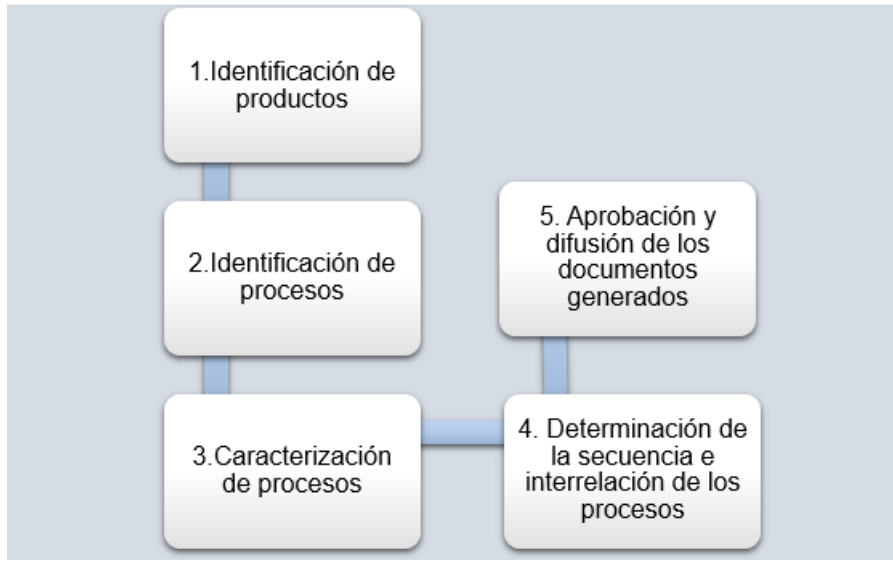 1.Identificación de
productos
2.Identificación de
procesos
3.Caracterización
de procesos
4. Determinación de
la secuencia e
interrelación de los
procesos
5. Aprobación y
difusión de los
documentos
generados